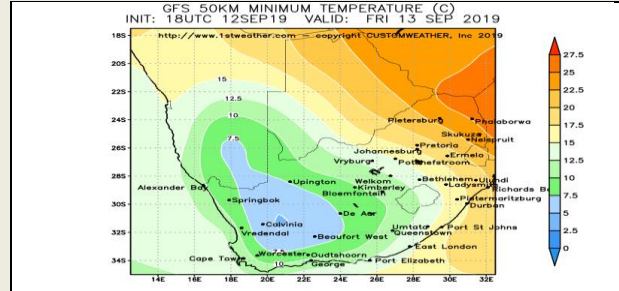 GFS 50KM MINIMUM TEMPERATURE (C)
INIT: 18UTC 12SEP19 VALID: FRI 13 SEP 2019
http://www.1stweather.com - copyright CUSTOMWEATHER, Inc 2019
18S
20S
22S
24S
26S
28S
30S
32S
34S
14E 16E 18E 20E 22E 24E 26E 28E 30E 32E
15
12.5
10
7.5
7.5
10
Pietersburg
Phalaborwa
Skukuza
Nelspruit
Pretoria
Johannesburg
Ermelo
Vryburg
Potchefstroom
Alexander Bay
Upington
Welkom
Bethlehem
Ulundi
Kimberley
Ladysmith
Bloemfontein
Richards B
Springbok
Pietermaritzburg
Durban
De Aar
Calvinia
Vredendal
Umtata
Port St Johns
Queenstown
Beaufort West
East London
Cape Town
Worcester
Oudtshoorn
George
Port Elizabeth
27.5
25
22.5
20
17.5
15
12.5
10
7.5
5
2.5
0